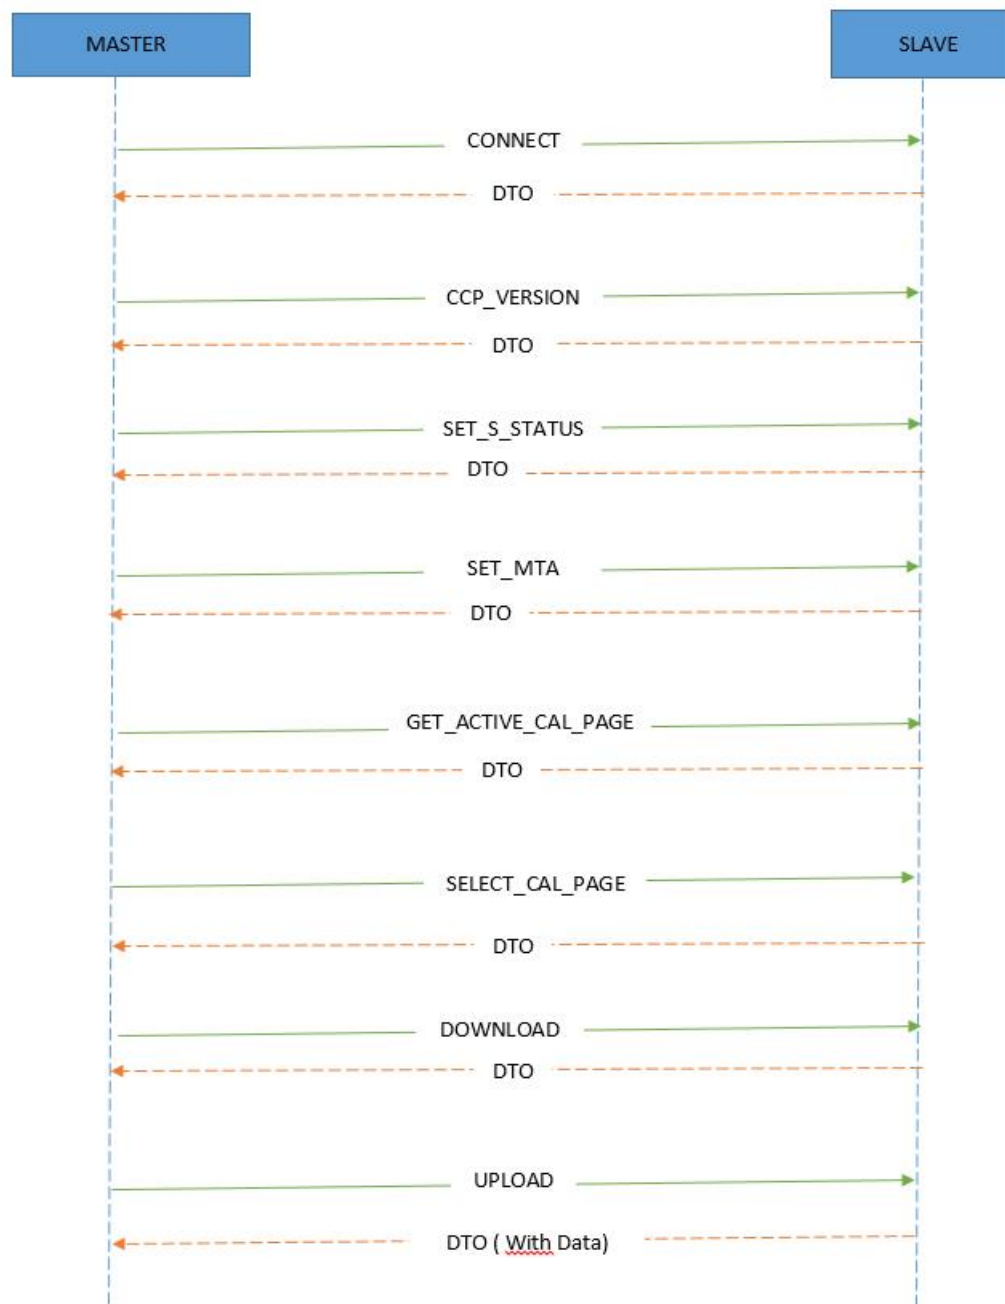 MASTER
SLAVE
CONNECT
DTO
CCP_VERSION
DTO
SET_S_STATUS
DTO
SET_MTA
DTO
GET_ACTIVE_CAL_PAGE
DTO
SELECT_CAL_PAGE
DTO
DOWNLOAD
DTO
UPLOAD
DTO ( With Data)